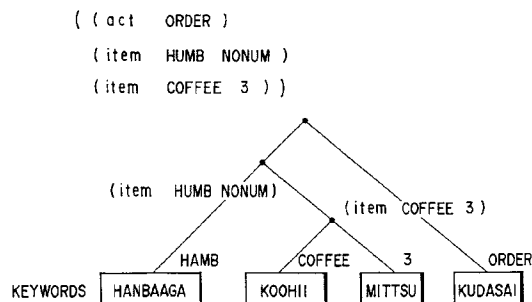 ( ( act ORDER )
( item HUMB NONUM )
( item COFFEE 3 ) )
( item HUMB NONUM)
( item COFFEE 3 )
HAMB COFFEE 3 ORDER
KEYWORDS HANBAAGA KOOHII MITTSU KUDASAI